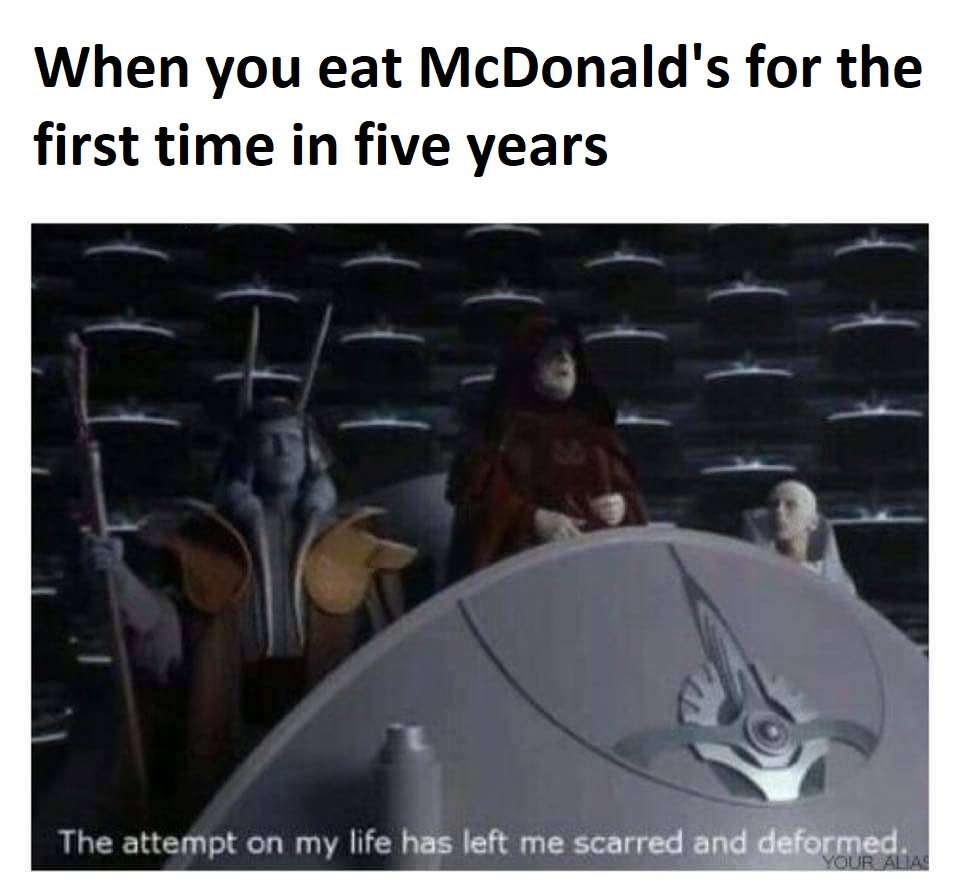 When you eat McDonald's for the
first time in five years
The attempt on my life has left me scarred and deformed.
YOUR_ALIAS